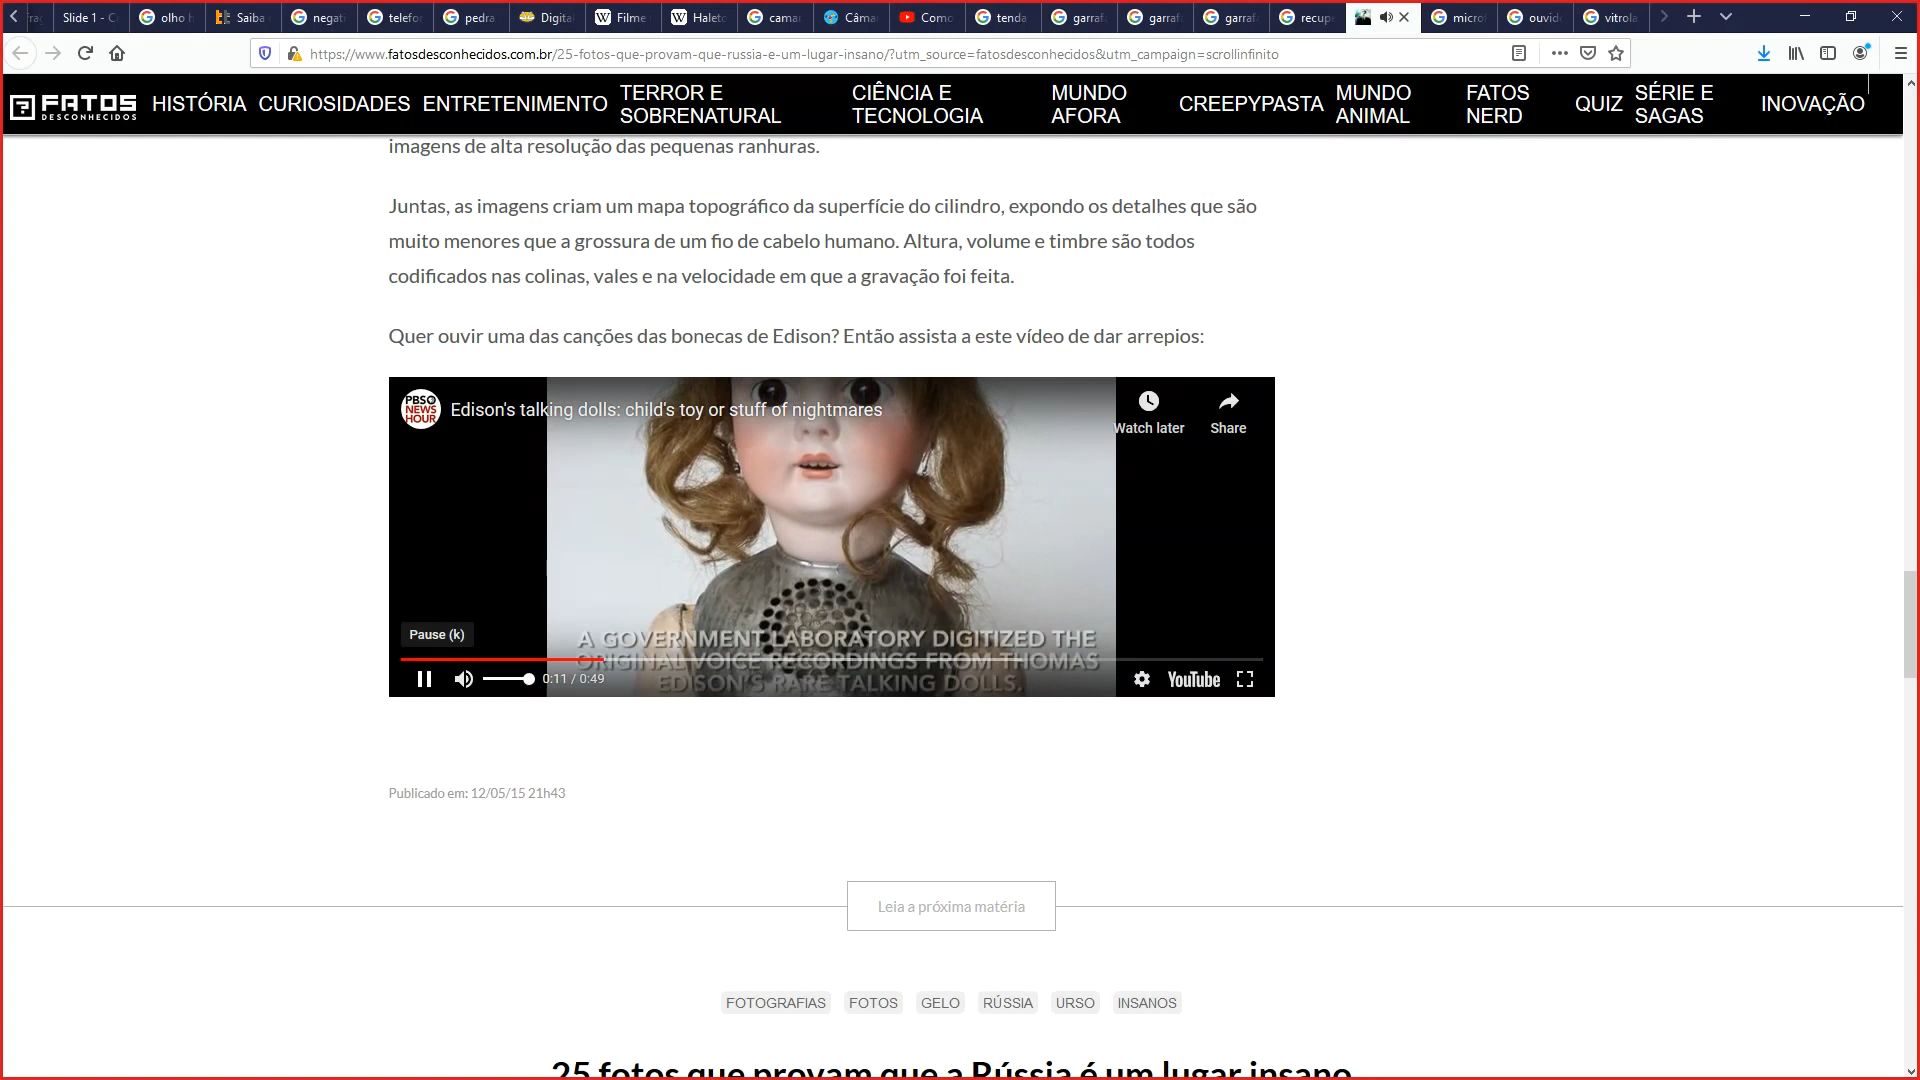 Slide 1 - C
olho h
Saiba
negati
telefor
pedra
Digital
Filme
Haleto
camar
Câma
Como
tenda
garraf
garraf
garraf
recupe
microf
ouvido
vitrola
https://www.fatosdesconhecidos.com.br/25-fotos-que-provam-que-russia-e-um-lugar-insano/?utm_source=fatosdesconhecidos&utm_campaign=scrollinfinito
FATOS
DESCONHECIDOS
HISTÓRIA
CURIOSIDADES
ENTRETENIMENTO
TERROR E
SOBRENATURAL
CIÊNCIA E
TECNOLOGIA
MUNDO
AFORA
CREEPYPASTA
MUNDO
ANIMAL
FATOS
NERD
QUIZ
SÉRIE E
SAGAS
INOVAÇÃO
imagens de alta resolução das pequenas ranhuras.
Juntas, as imagens criam um mapa topográfico da superfície do cilindro, expondo os detalhes que são
muito menores que a grossura de um fio de cabelo humano. Altura, volume e timbre são todos
codificados nas colinas, vales e na velocidade em que a gravação foi feita.
Quer ouvir uma das canções das bonecas de Edison? Então assista a este vídeo de dar arrepios:
PBS
NEWS
HOUR
Edison's talking dolls: child's toy or stuff of nightmares
Watch later
Share
Pause (k)
A GOVERNMENT LABORATORY DIGITIZED THE
ORIGINAL VOICE RECORDINGS FROM THOMAS
EDISON'S RARE TALKING DOLLS.
0:11 / 0:49
YouTube
Publicado em: 12/05/15 21h43
Leia a próxima matéria
FOTOGRAFIAS
FOTOS
GELO
RÚSSIA
URSO
INSANOS
25 fotos que provam que a Rússia é um lugar insano